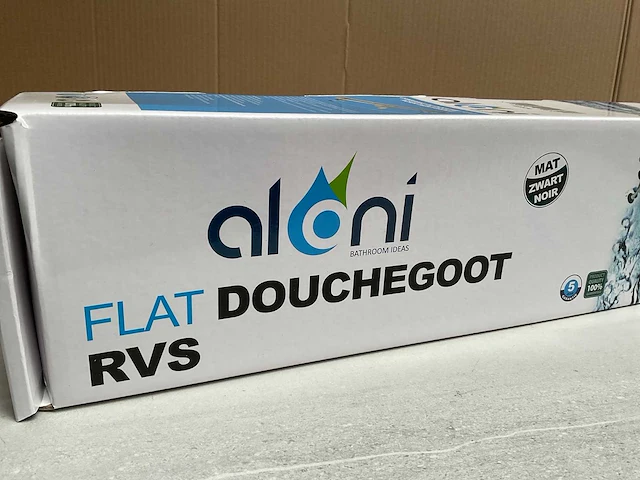 aloni
BATHROOM IDEAS
MAT
ZWART
NOIR
FLAT DOUCHEGOOT
RVS
5
100%